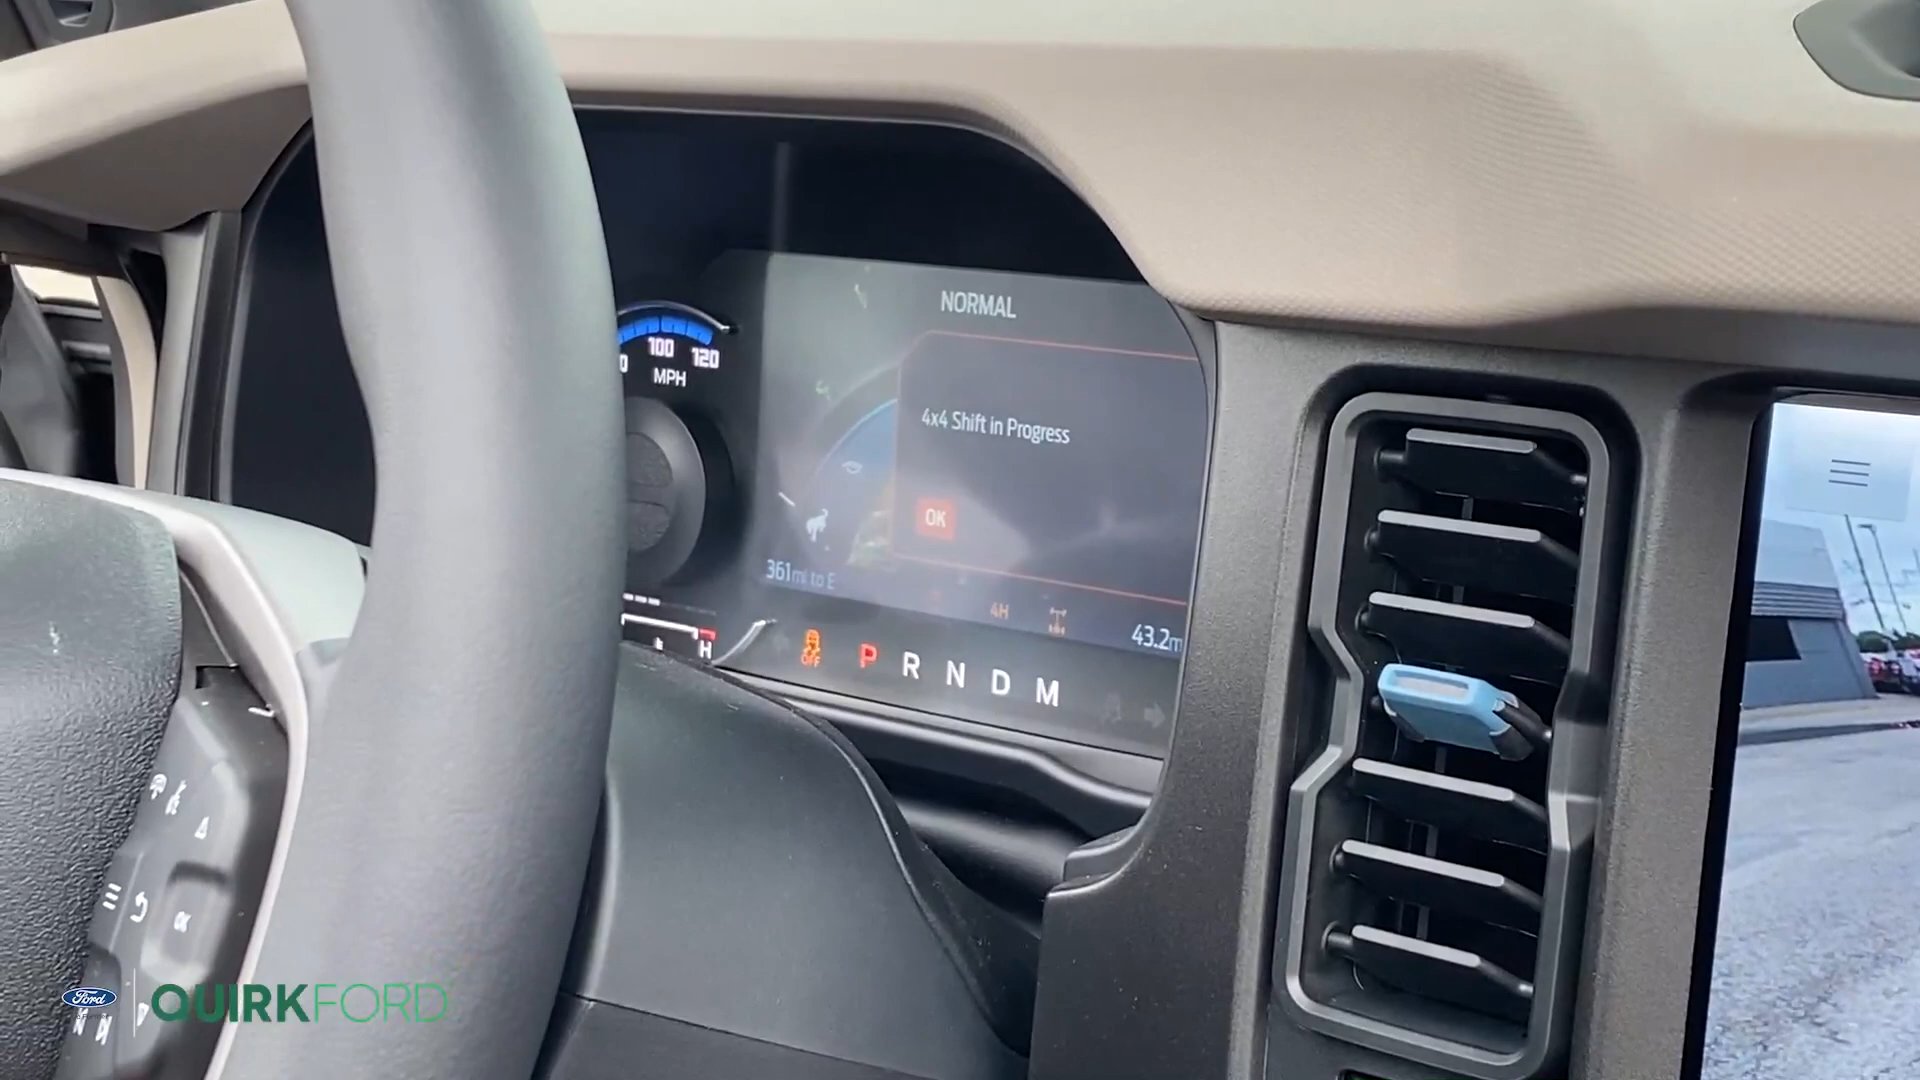 NORMAL
100
120
MPH
4x4 Shift in Progress
OK
361mi to E
4H
43.2m
H
OFF
P R N D M
OK
Ford
QUIRKFORD